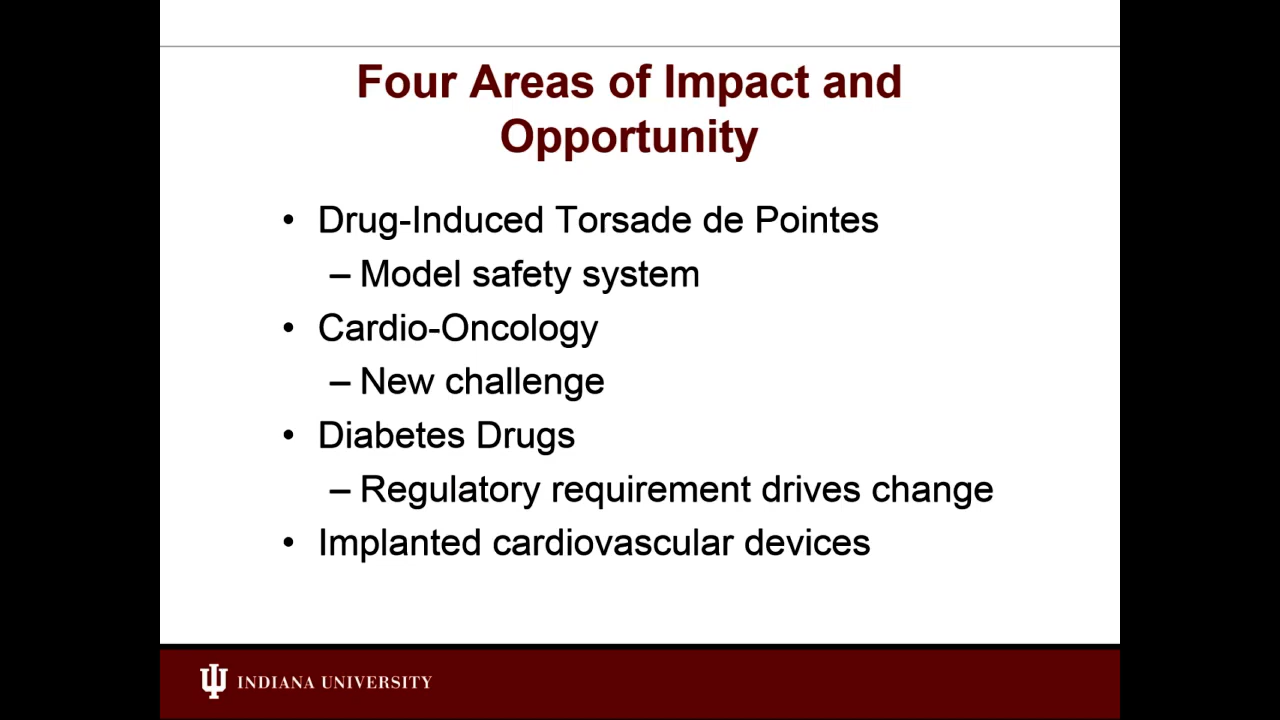 Four Areas of Impact and
Opportunity
• Drug-Induced Torsade de Pointes
– Model safety system
• Cardio-Oncology
– New challenge
• Diabetes Drugs
– Regulatory requirement drives change
• Implanted cardiovascular devices
INDIANA UNIVERSITY